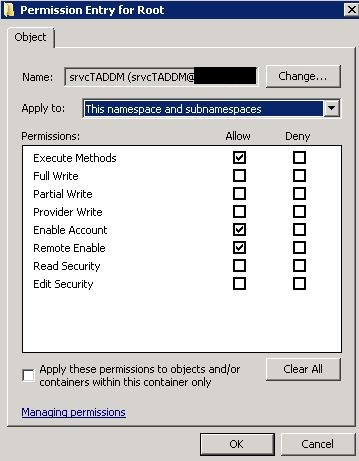 Permission Entry for Root
Object
Name: srvcTADDM (srvcTADDM@ Change...
Apply to: This namespace and subnamespaces
Permissions: Allow Deny
Execute Methods
Full Write
Partial Write
Provider Write
Enable Account
Remote Enable
Read Security
Edit Security
Apply these permissions to objects and/or
containers within this container only
Clear All
Managing permissions
OK Cancel